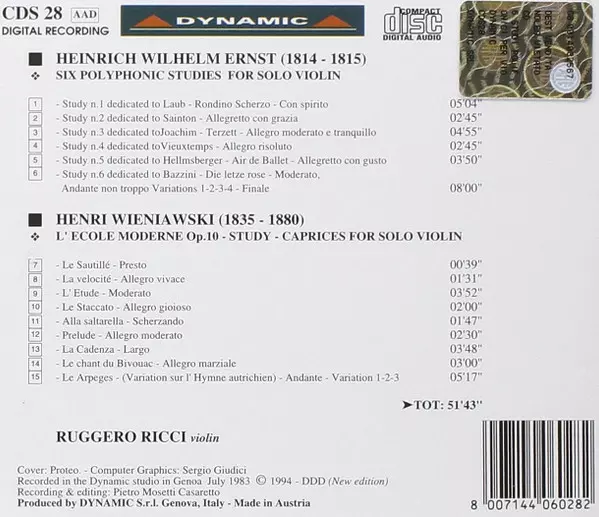 CDS 28 AAD
DIGITAL RECORDING
DYNAMIC
COMPACT
disc
DIGITAL AUDIO
HEINRICH WILHELM ERNST (1814 - 1815)
SIX POLYPHONIC STUDIES FOR SOLO VIOLIN
1 - Study n.1 dedicated to Laub - Rondino Scherzo - Con spirito 05'04"
2 - Study n.2 dedicated to Sainton - Allegretto con grazia 02'45"
3 - Study n.3 dedicated toJoachim - Terzett - Allegro moderato e tranquillo 04'55"
4 - Study n.4 dedicated toVieuxtemps - Allegro risoluto 02'45"
5 - Study n.5 dedicated to Hellmsberger - Air de Ballet - Allegretto con gusto 03'50"
6 - Study n.6 dedicated to Bazzini - Die letze rose - Moderato,
Andante non troppo Variations 1-2-3-4 - Finale 08'00"
HENRI WIENIAWSKI (1835 - 1880)
L' ECOLE MODERNE Op.10 - STUDY - CAPRICES FOR SOLO VIOLIN
7 - Le Sautillé - Presto 00'39"
8 - La velocité - Allegro vivace 01'31"
9 - L' Etude - Moderato 03'52"
10 - Le Staccato - Allegro gioioso 02'00"
11 - Alla saltarella - Scherzando 01'47"
12 - Prelude - Allegro moderato 02'30"
13 - La Cadenza - Largo 03'48"
14 - Le chant du Bivouac - Allegro marziale 03'00"
15 - Le Arpeges - (Variation sur l' Hymne autrichien) - Andante - Variation 1-2-3 05'17"
➤TOT: 51'43"
RUGGERO RICCI violin
Cover: Proteo. - Computer Graphics: Sergio Giudici
Recorded in the Dynamic studio in Genoa July 1983 © 1994 - DDD (New edition)
Recording & editing: Pietro Mosetti Casaretto
Produced by DYNAMIC S.r.l. Genova, Italy - Made in Austria
8 007144 060282